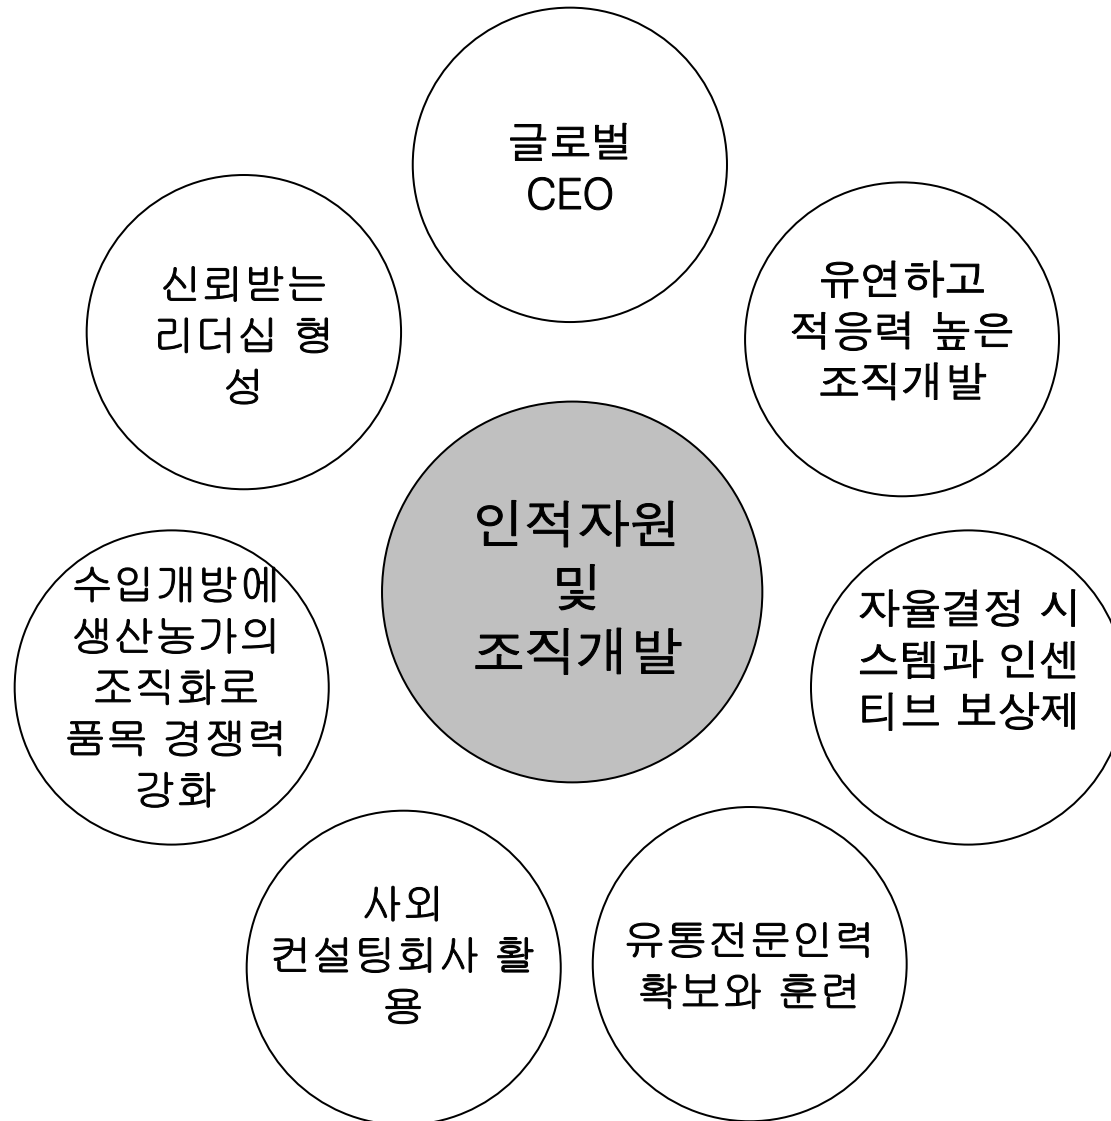 글로벌
CEO
유연하고
적응력 높은
조직개발
자율결정 시
스템과 인센
티브 보상제
유통전문인력
확보와 훈련
사외
컨설팅회사 활
용
수입개방에
생산농가의
조직화로
품목 경쟁력
강화
신뢰받는
리더십 형
성
인적자원
및
조직개발